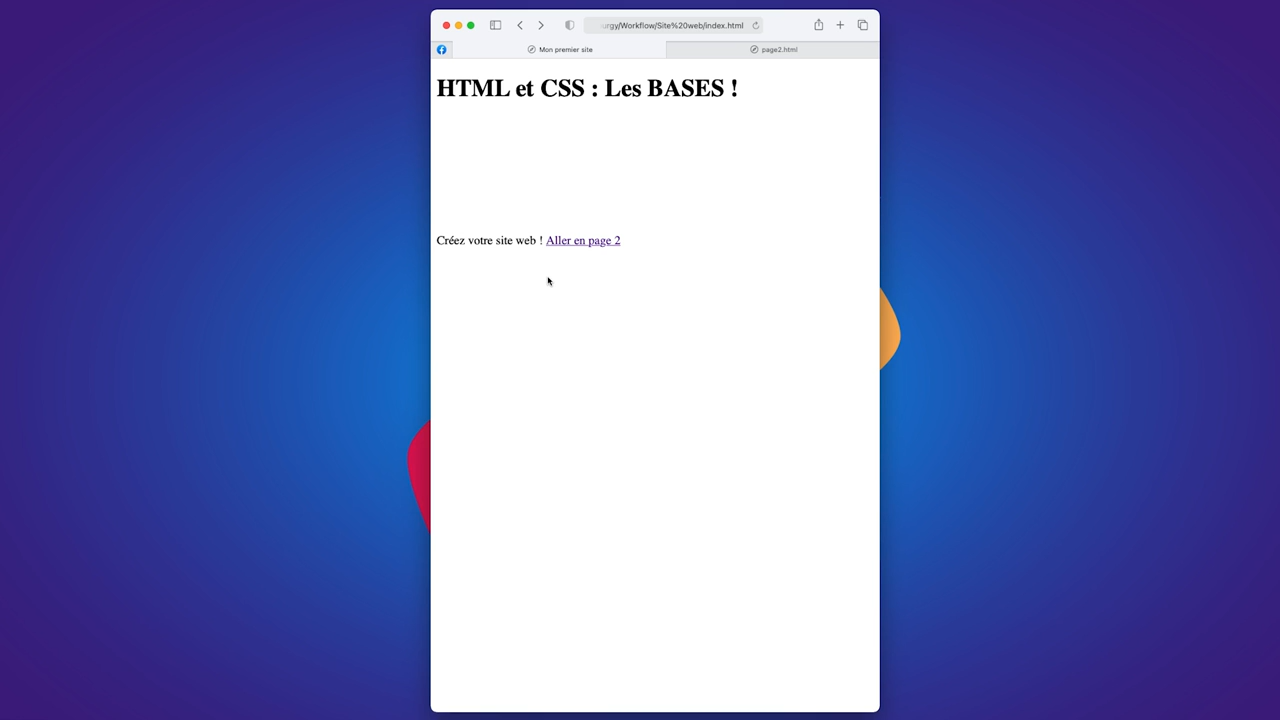 urgy/Workflow/Site%20web/index.html
Mon premier site
page2.html
HTML et CSS : Les BASES !
Créez votre site web ! Aller en page 2